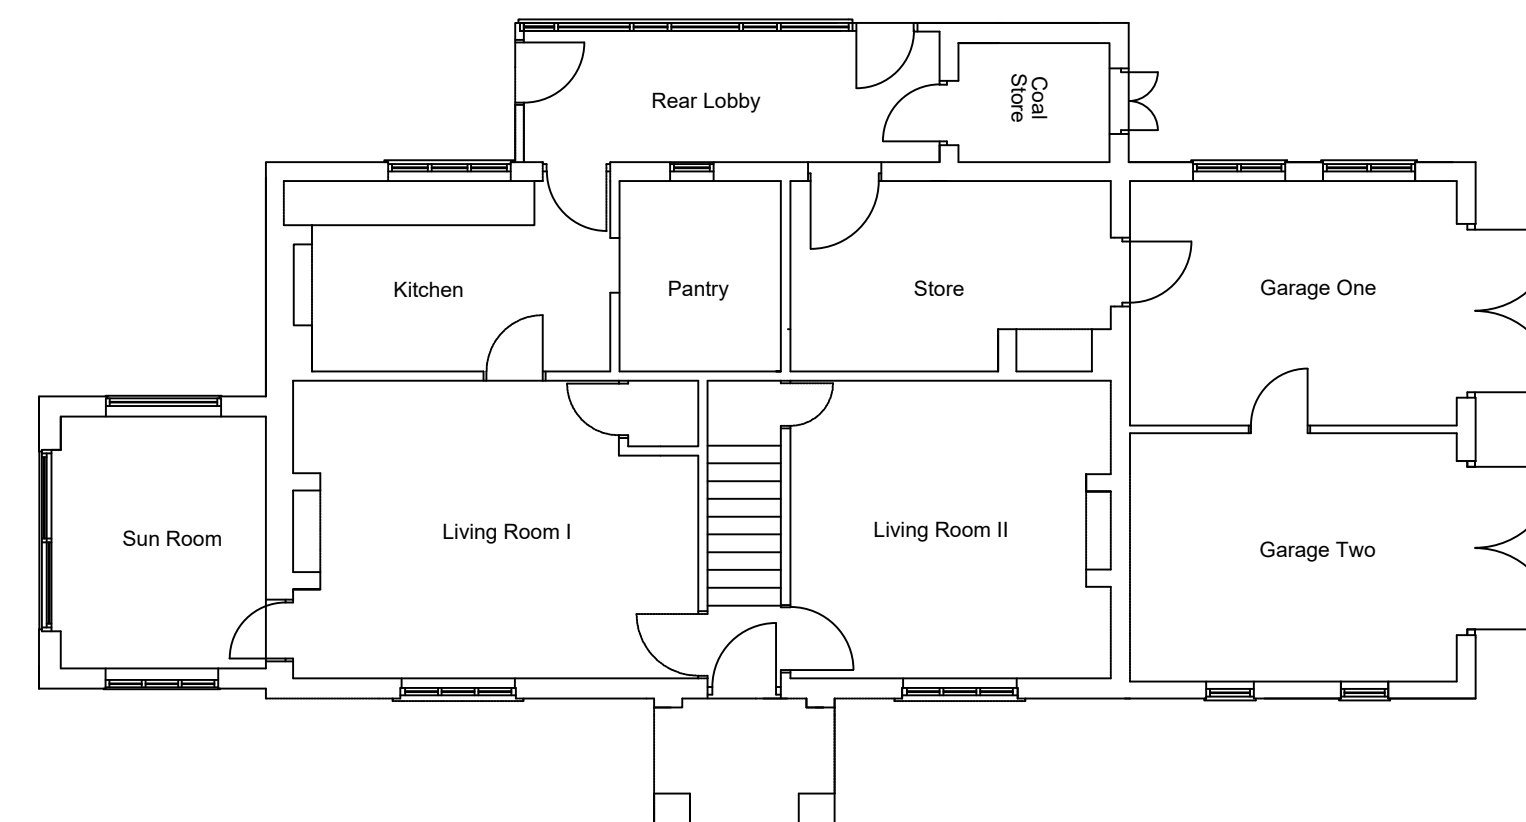 Rear Lobby
Coal
Store
Kitchen
Pantry
Store
Garage One
Sun Room
Living Room I
Living Room II
Garage Two